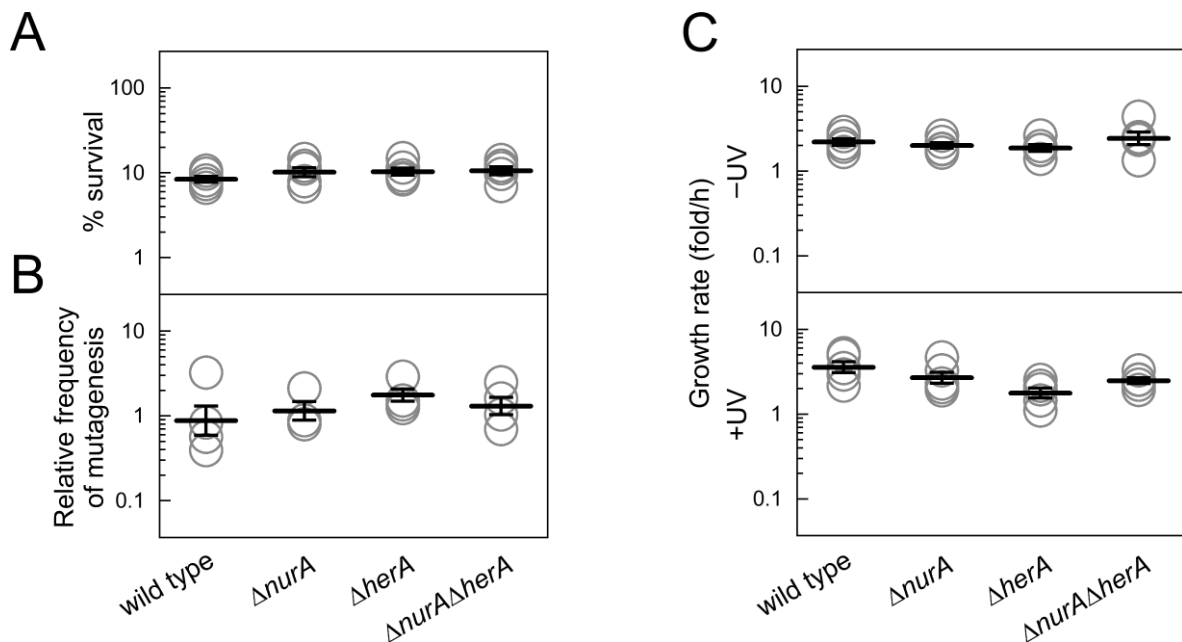 A
% survival
100
10
1
B
Relative frequency
of mutagenesis
10
1
0.1
wild type
ΔnurA
ΔherA
ΔnurAΔherA
C
Growth rate (fold/h)
−UV
10
1
0.1
+UV
10
1
0.1
wild type
ΔnurA
ΔherA
ΔnurAΔherA